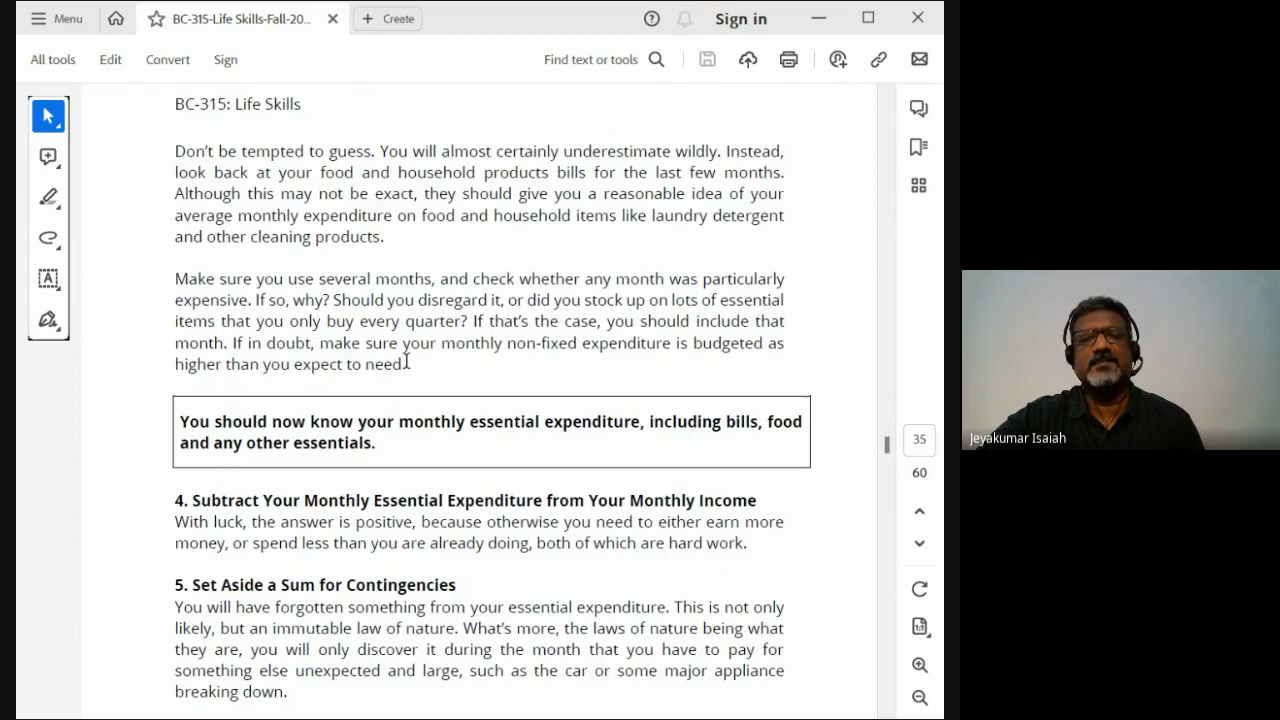 Menu
BC-315-Life Skills-Fall-20...
Create
Sign in
All tools
Edit
Convert
Sign
Find text or tools
BC-315: Life Skills
Don't be tempted to guess. You will almost certainly underestimate wildly. Instead,
look back at your food and household products bills for the last few months.
Although this may not be exact, they should give you a reasonable idea of your
average monthly expenditure on food and household items like laundry detergent
and other cleaning products.
Make sure you use several months, and check whether any month was particularly
expensive. If so, why? Should you disregard it, or did you stock up on lots of essential
items that you only buy every quarter? If that's the case, you should include that
month. If in doubt, make sure your monthly non-fixed expenditure is budgeted as
higher than you expect to need.
You should now know your monthly essential expenditure, including bills, food
and any other essentials.
4. Subtract Your Monthly Essential Expenditure from Your Monthly Income
With luck, the answer is positive, because otherwise you need to either earn more
money, or spend less than you are already doing, both of which are hard work.
5. Set Aside a Sum for Contingencies
You will have forgotten something from your essential expenditure. This is not only
likely, but an immutable law of nature. What's more, the laws of nature being what
they are, you will only discover it during the month that you have to pay for
something else unexpected and large, such as the car or some major appliance
breaking down.
35
60
Jeyakumar Isaiah